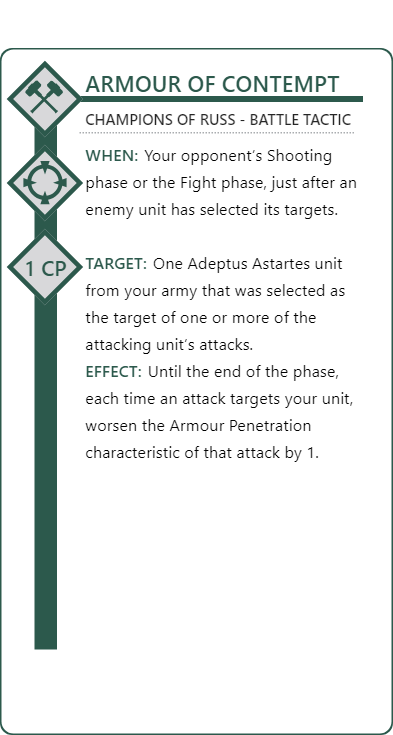 ARMOUR OF CONTEMPT
CHAMPIONS OF RUSS - BATTLE TACTIC
WHEN: Your opponent’s Shooting
phase or the Fight phase, just after an
enemy unit has selected its targets.
1 CP
TARGET: One Adeptus Astartes unit
from your army that was selected as
the target of one or more of the
attacking unit’s attacks.
EFFECT: Until the end of the phase,
each time an attack targets your unit,
worsen the Armour Penetration
characteristic of that attack by 1.